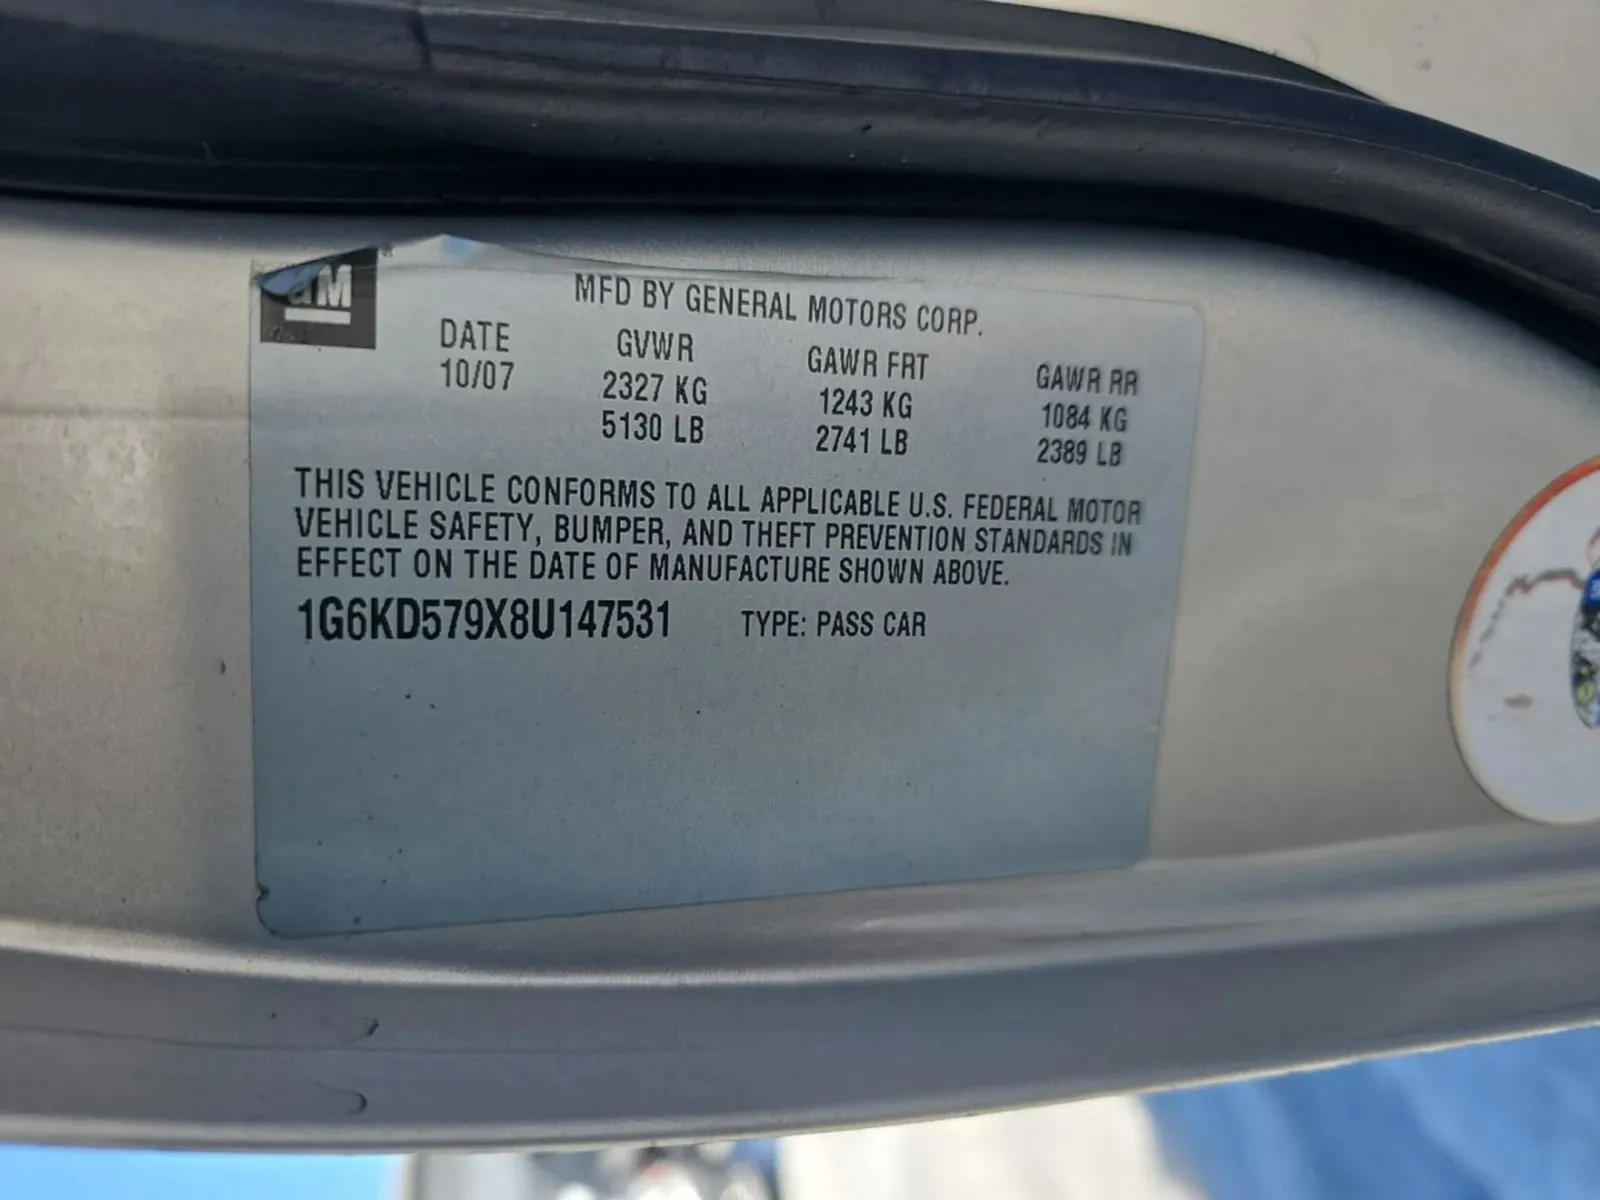 GM
MFD BY GENERAL MOTORS CORP.
DATE GVWR GAWR FRT GAWR RR
10/07 2327 KG 1243 KG 1084 KG
5130 LB 2741 LB 2389 LB
THIS VEHICLE CONFORMS TO ALL APPLICABLE U.S. FEDERAL MOTOR
VEHICLE SAFETY, BUMPER, AND THEFT PREVENTION STANDARDS IN
EFFECT ON THE DATE OF MANUFACTURE SHOWN ABOVE.
1G6KD579X8U147531 TYPE: PASS CAR